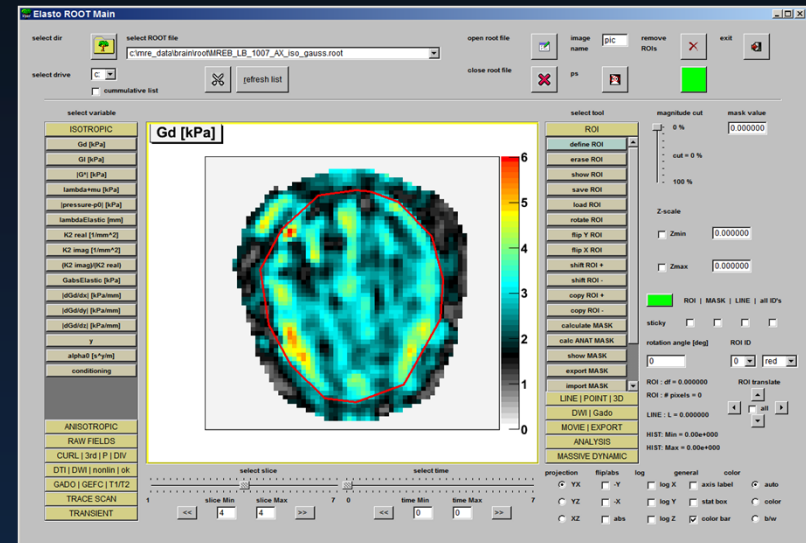 Elasto ROOT Main
select dir
select ROOT file
c:\mre_data\brain\root\MREB_LB_1007_AX_iso_gauss.root
open root file
image name
pic
remove ROIs
exit
select drive
c:
cummulative list
refresh list
close root file
ps
select variable
ISOTROPIC
Gd [kPa]
Gl [kPa]
|G*| [kPa]
lambda+mu [kPa]
|pressure-p0| [kPa]
lambdaElastic [mm]
K2 real [1/mm^2]
K2 imag [1/mm^2]
(K2 imag)/(K2 real)
GabsElastic [kPa]
|dGd/dx| [kPa/mm]
|dGd/dy| [kPa/mm]
|dGd/dz| [kPa/mm]
y
alpha0 [s^y/m]
conditioning
ANISOTROPIC
RAW FIELDS
CURL | 3rd | P | DIV
DTI | DWI | nonlin | ok
GADO | GEFC | T1/T2
TRACE SCAN
TRANSIENT
Gd [kPa]
6
5
4
3
2
1
0
select slice
select time
1
slice Min
slice Max
7
0
time Min
time Max
7
<<
4
4
>>
<<
0
0
>>
select tool
ROI
define ROI
erase ROI
show ROI
save ROI
load ROI
rotate ROI
flip Y ROI
flip X ROI
shift ROI +
shift ROI -
copy ROI +
copy ROI -
calculate MASK
calc ANAT MASK
show MASK
export MASK
import MASK
LINE | POINT | 3D
DWI | Gado
MOVIE | EXPORT
ANALYSIS
MASSIVE DYNAMIC
magnitude cut
mask value
0 %
0.000000
cut = 0 %
100 %
Z-scale
Zmin
0.000000
Zmax
0.000000
ROI | MASK | LINE | all ID's
sticky
rotation angle [deg]
ROI ID
0
0
red
ROI : df = 0.000000
ROI translate
ROI : # pixels = 0
all
LINE : L = 0.000000
HIST: Min = 0.00e+000
HIST: Max = 0.00e+000
projection
flip/abs
log
general
color
YX
-Y
log X
axis label
auto
YZ
-X
log Y
stat box
color
XZ
abs
log Z
color bar
b/w